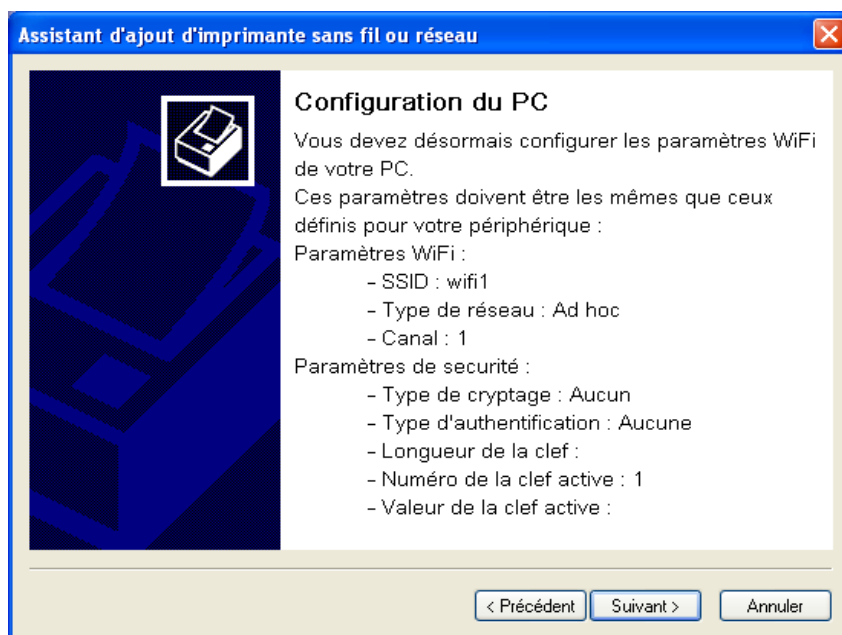 Assistant d'ajout d'imprimante sans fil ou réseau
Configuration du PC
Vous devez désormais configurer les paramètres WiFi
de votre PC.
Ces paramètres doivent être les mêmes que ceux
définis pour votre périphérique :
Paramètres WiFi :
- SSID : wifi1
- Type de réseau : Ad hoc
- Canal : 1
Paramètres de securité :
- Type de cryptage : Aucun
- Type d'authentification : Aucune
- Longueur de la clef :
- Numéro de la clef active : 1
- Valeur de la clef active :
< Précédent Suivant > Annuler